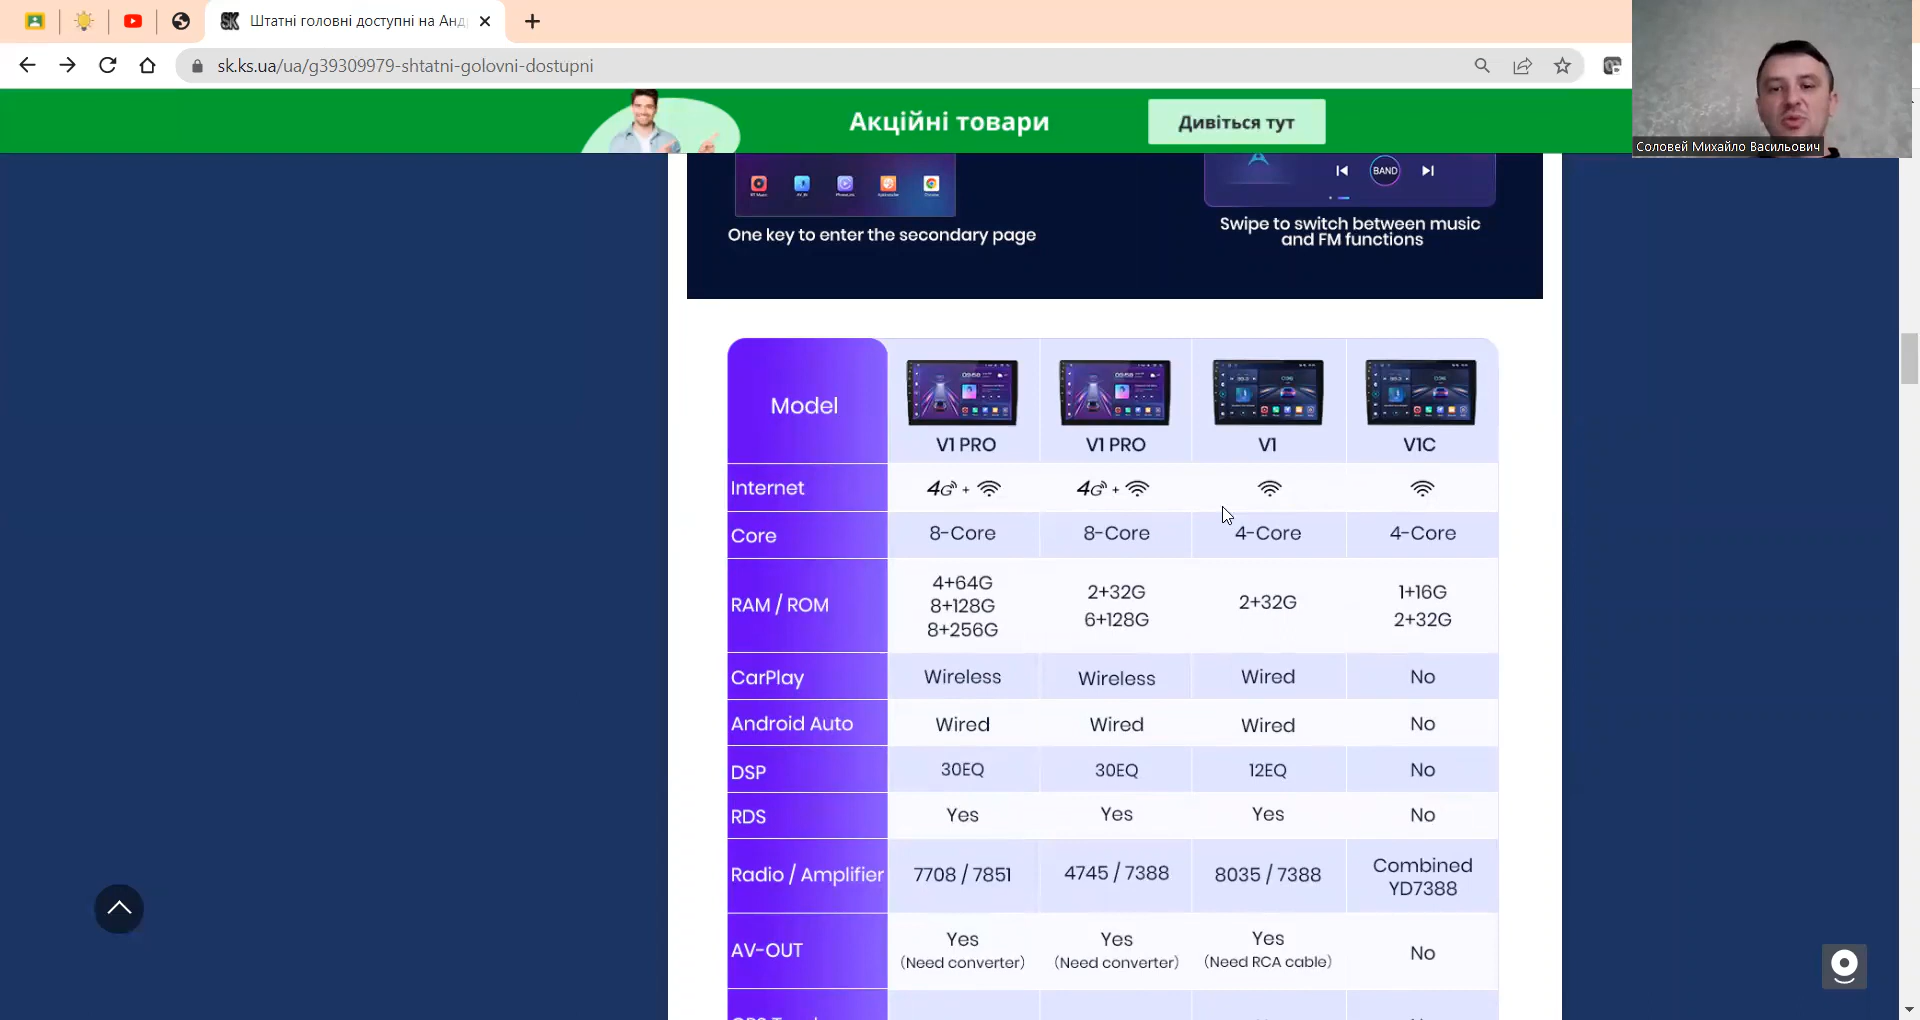 Штатні головні доступні на Анд
sk.ks.ua/ua/g39309979-shtatni-golovni-dostupni
Соловей Михайло Васильович
Акційні товари
Дивіться тут
BAND
One key to enter the secondary page
Swipe to switch between music
and FM functions
Model
V1 PRO
V1 PRO
V1
V1C
Internet
4G +
4G +
Core
8-Core
8-Core
4-Core
4-Core
RAM / ROM
4+64G
8+128G
8+256G
2+32G
6+128G
2+32G
1+16G
2+32G
CarPlay
Wireless
Wireless
Wired
No
Android Auto
Wired
Wired
Wired
No
DSP
30EQ
30EQ
12EQ
No
RDS
Yes
Yes
Yes
No
Radio / Amplifier
7708 / 7851
4745 / 7388
8035 / 7388
Combined
YD7388
AV-OUT
Yes
(Need converter)
Yes
(Need converter)
Yes
(Need RCA cable)
No